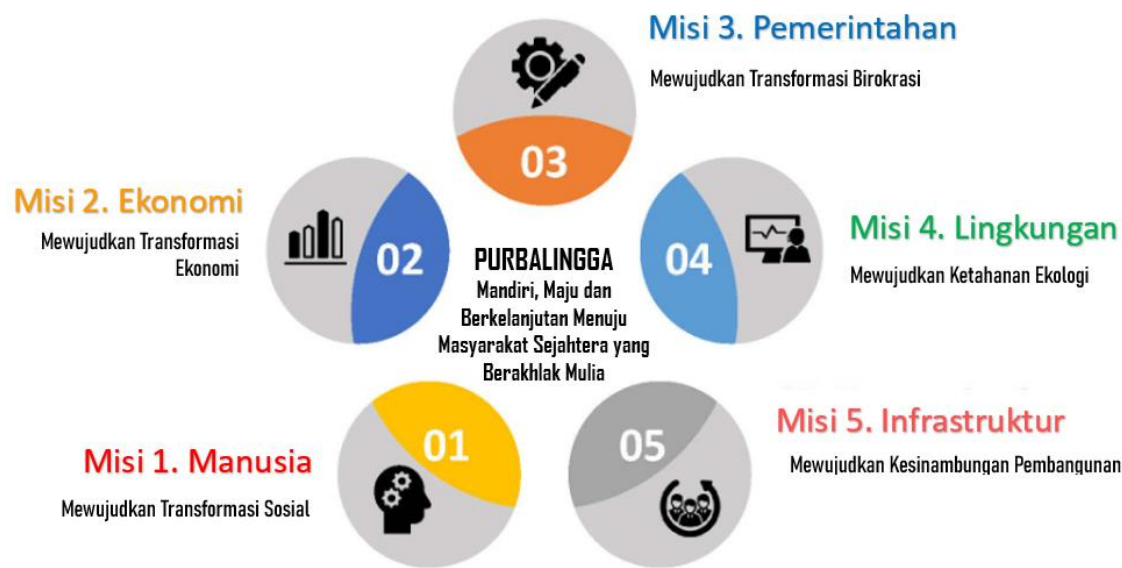 Misi 3. Pemerintahan
Mewujudkan Transformasi Birokrasi
03
Misi 2. Ekonomi
Mewujudkan Transformasi
Ekonomi
02
04
Misi 4. Lingkungan
Mewujudkan Ketahanan Ekologi
PURBALINGGA
Mandiri, Maju dan
Berkelanjutan Menuju
Masyarakat Sejahtera yang
Berakhlak Mulia
Misi 1. Manusia
Mewujudkan Transformasi Sosial
01
05
Misi 5. Infrastruktur
Mewujudkan Kesinambungan Pembangunan